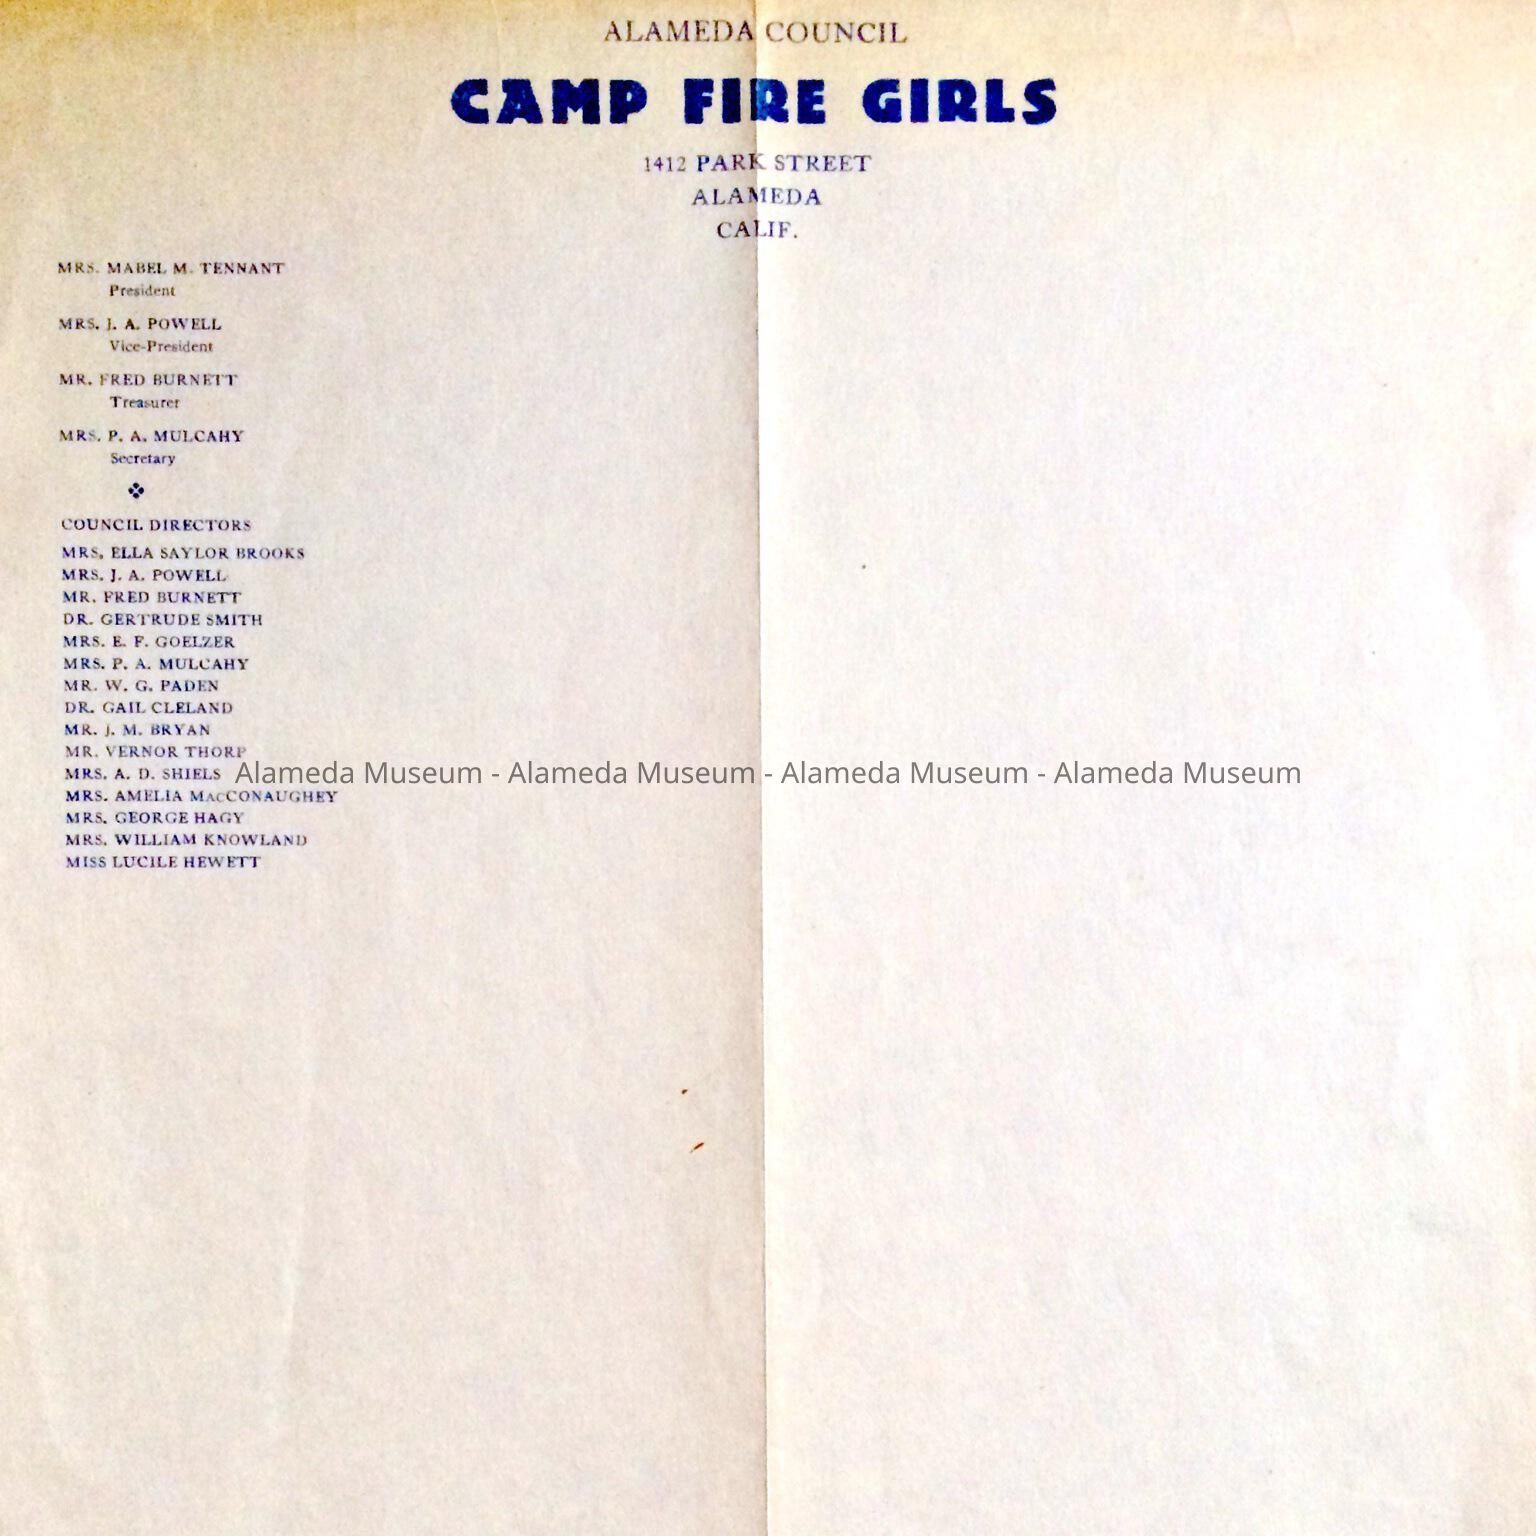 ALAMEDA COUNCIL
CAMP FIRE GIRLS
1412 PARK STREET
ALAMEDA
CALIF.
MRS. MABEL M. TENNANT
President
MRS. J. A. POWELL
Vice-President
MR. FRED BURNETT
Treasurer
MRS. P. A. MULCAHY
Secretary
COUNCIL DIRECTORS
MRS. ELLA SAYLOR BROOKS
MRS. J. A. POWELL
MR. FRED BURNETT
DR. GERTRUDE SMITH
MRS. E. F. GOELZER
MRS. P. A. MULCAHY
MR. W. G. PADEN
DR. GAIL CLELAND
MR. J. M. BRYAN
MR. VERNOR THORP
MRS. A. D. SHIELS
Alameda Museum - Alameda Museum - Alameda Museum - Alameda Museum
MRS. AMELIA MacCONAUGHEY
MRS. GEORGE HAGY
MRS. WILLIAM KNOWLAND
MISS LUCILE HEWETT